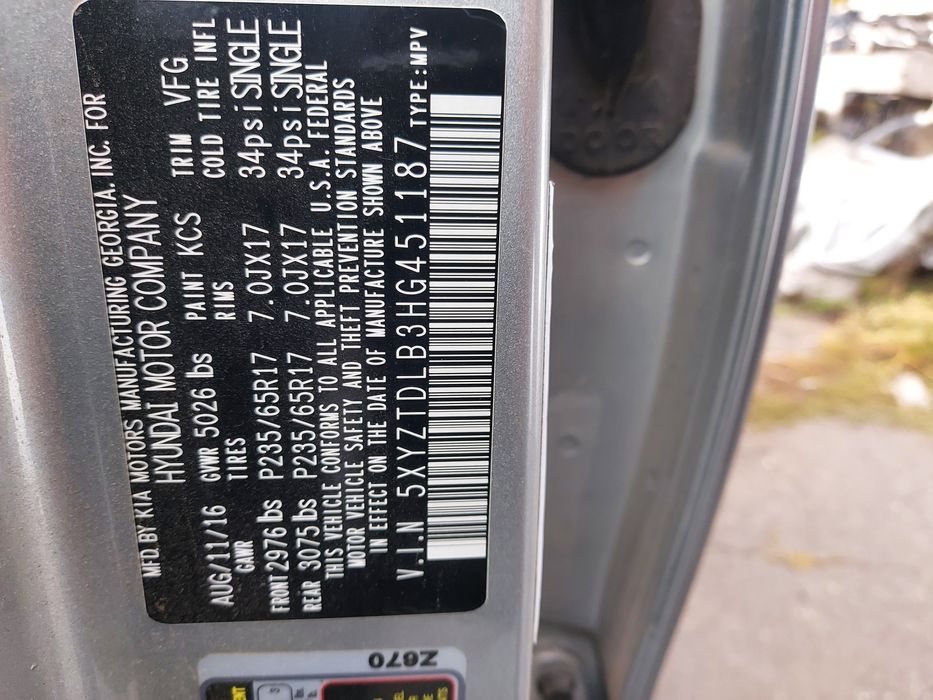 MFD. BY KIA MOTORS MANUFACTURING GEORGIA. INC. FOR
HYUNDAI MOTOR COMPANY
AUG/11/16 GVWR 5026 lbs PAINT KCS TRIM VFG
GAWR TIRES RIMS COLD TIRE INFL
FRONT 2976 lbs P235/65R17 7.0JX17 34psi SINGLE
REAR 3075 lbs P235/65R17 7.0JX17 34psi SINGLE
THIS VEHICLE CONFORMS TO ALL APPLICABLE U.S.A. FEDERAL
MOTOR VEHICLE SAFETY AND THEFT PREVENTION STANDARDS
IN EFFECT ON THE DATE OF MANUFACTURE SHOWN ABOVE
V.I.N 5XYZTDLB3HG451187 TYPE:MPV
Z670
DOOR